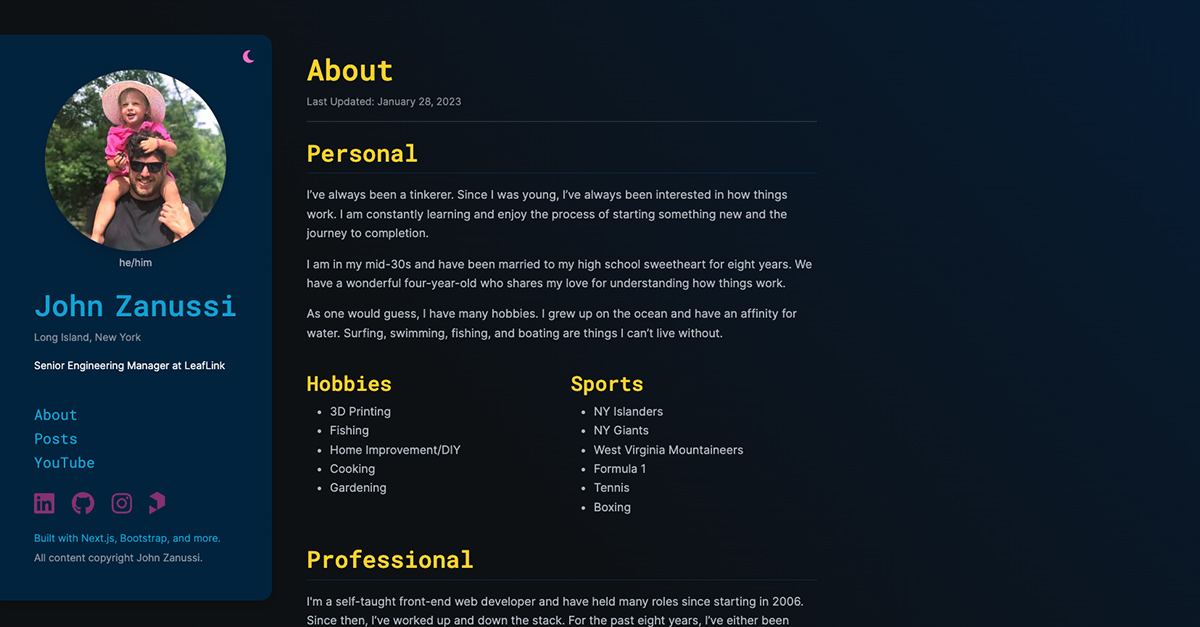 he/him
John Zanussi
Long Island, New York
Senior Engineering Manager at LeafLink
About
Posts
YouTube
in
Built with Next.js, Bootstrap, and more.
All content copyright John Zanussi.
About
Last Updated: January 28, 2023
Personal
I’ve always been a tinkerer. Since I was young, I’ve always been interested in how things
work. I am constantly learning and enjoy the process of starting something new and the
journey to completion.
I am in my mid-30s and have been married to my high school sweetheart for eight years. We
have a wonderful four-year-old who shares my love for understanding how things work.
As one would guess, I have many hobbies. I grew up on the ocean and have an affinity for
water. Surfing, swimming, fishing, and boating are things I can’t live without.
Hobbies
• 3D Printing
• Fishing
• Home Improvement/DIY
• Cooking
• Gardening
Sports
• NY Islanders
• NY Giants
• West Virginia Mountaineers
• Formula 1
• Tennis
• Boxing
Professional
I'm a self-taught front-end web developer and have held many roles since starting in 2006.
Since then, I’ve worked up and down the stack. For the past eight years, I’ve either been